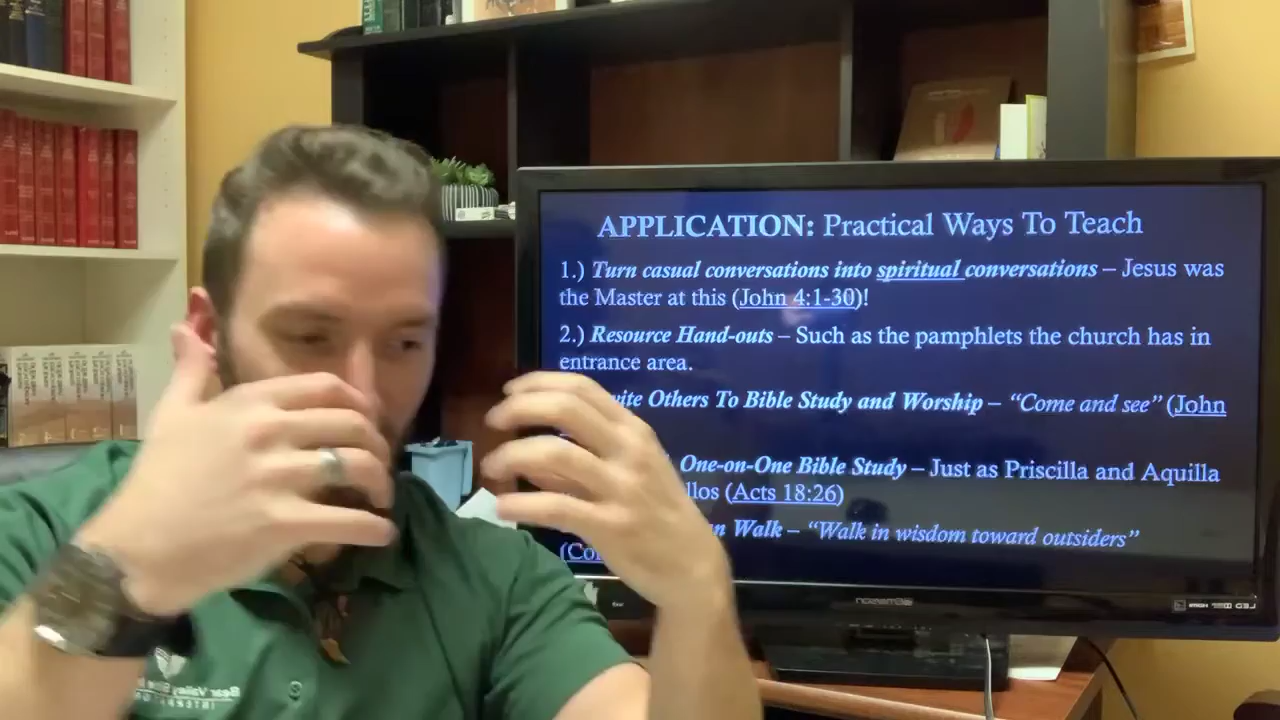 APPLICATION: Practical Ways To Teach
1.) Turn casual conversations into spiritual conversations – Jesus was
the Master at this (John 4:1-30)!
2.) Resource Hand-outs – Such as the pamphlets the church has in
entrance area.
Others To Bible Study and Worship – “Come and see” (John
One-on-One Bible Study – Just as Priscilla and Aquilla
(Acts 18:26)
Walk – “Walk in wisdom toward outsiders”
Bear Valley